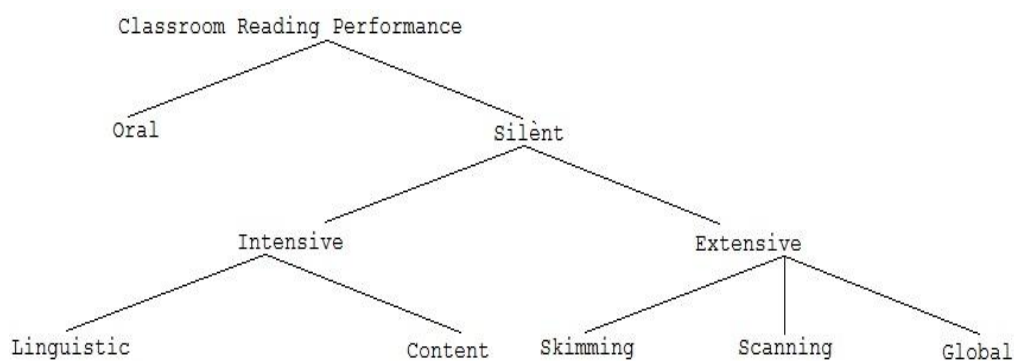 Classroom Reading Performance
Oral
Silènt
Intensive
Extensive
Linguistic
Content
Skimming
Scanning
Global